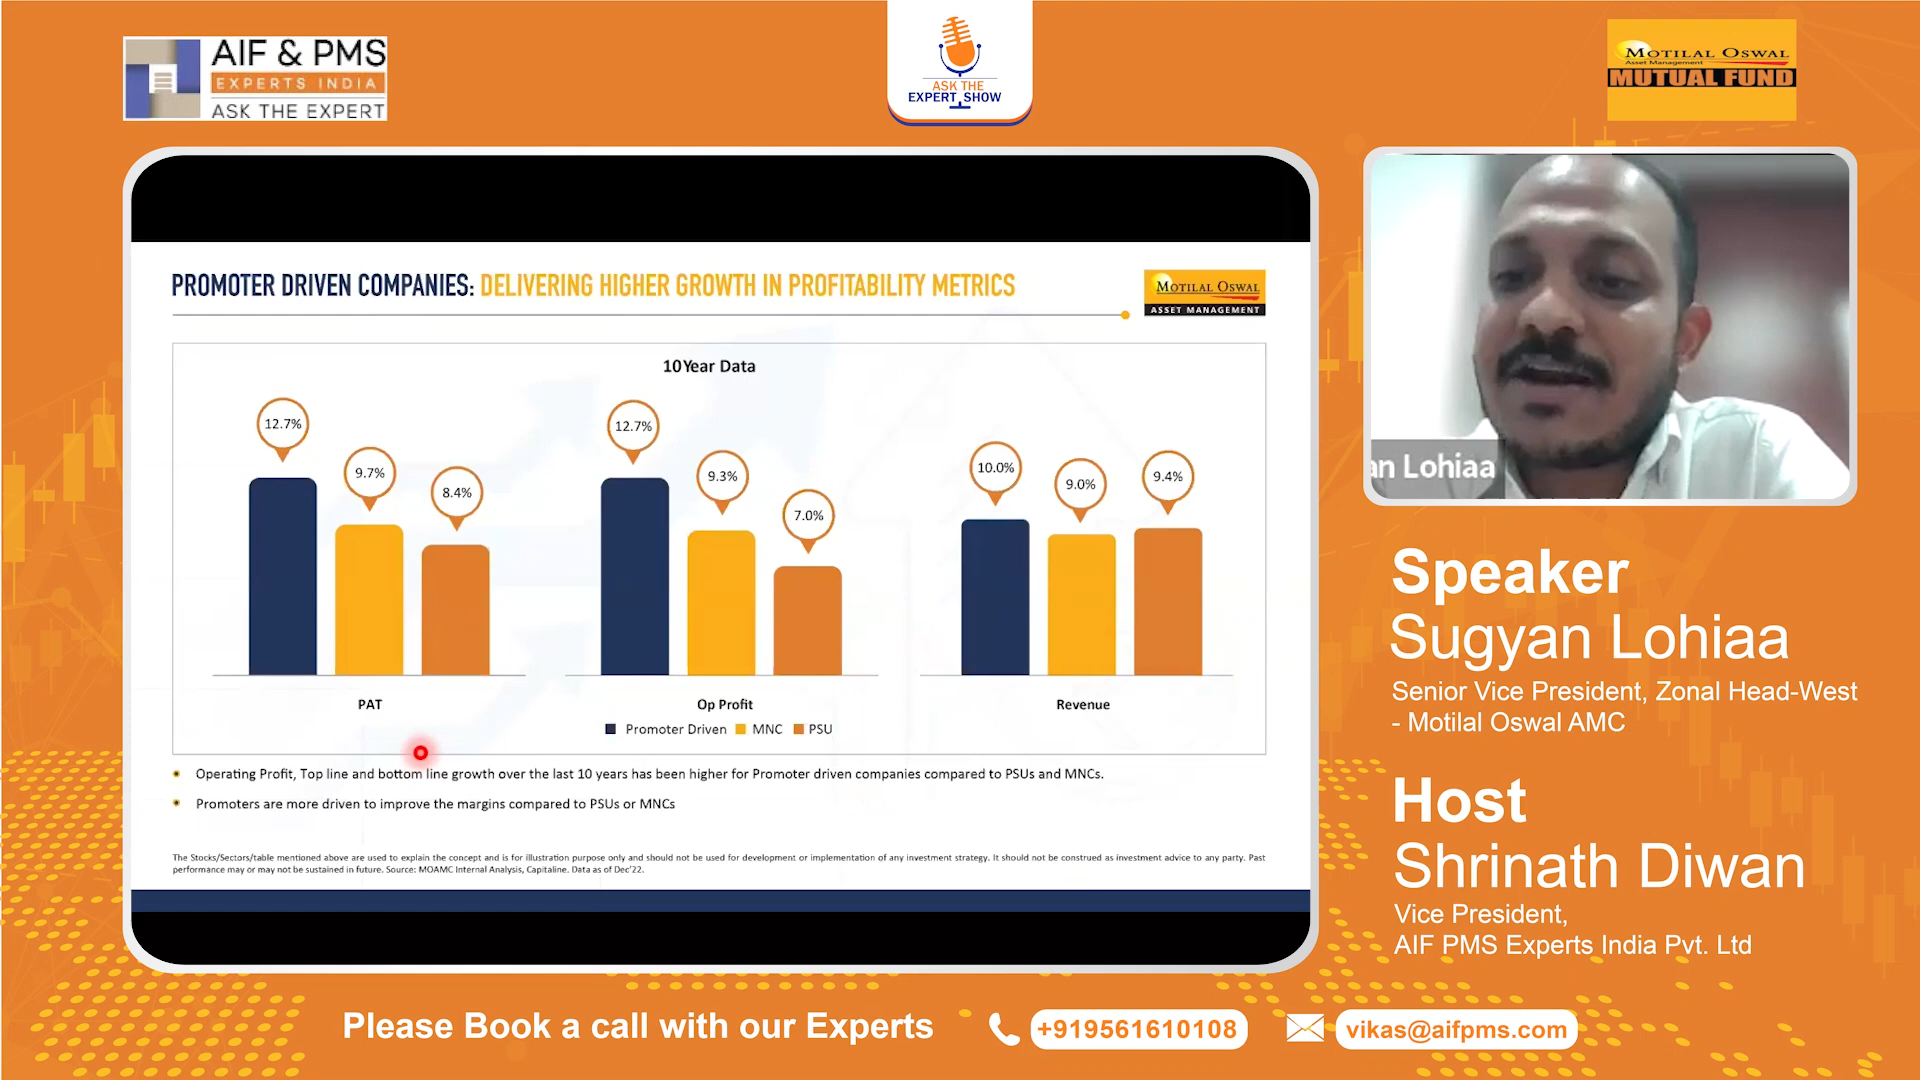 AIF & PMS
EXPERTS INDIA
ASK THE EXPERT
ASK THE
EXPERT SHOW
MOTILAL OSWAL
Asset Management
MUTUAL FUND
PROMOTER DRIVEN COMPANIES: DELIVERING HIGHER GROWTH IN PROFITABILITY METRICS
MOTILAL OSWAL
ASSET MANAGEMENT
10 Year Data
12.7%
9.7%
8.4%
12.7%
9.3%
7.0%
10.0%
9.0%
9.4%
PAT
Op Profit
Revenue
Promoter Driven MNC PSU
Operating Profit, Top line and bottom line growth over the last 10 years has been higher for Promoter driven companies compared to PSUs and MNCs.
Promoters are more driven to improve the margins compared to PSUs or MNCs
The Stocks/Sectors/table mentioned above are used to explain the concept and is for illustration purpose only and should not be used for development or implementation of any investment strategy. It should not be construed as investment advice to any party. Past
performance may or may not be sustained in future. Source: MOAMC Internal Analysis, Capitaline. Data as of Dec'22.
an Lohiaa
Speaker
Sugyan Lohiaa
Senior Vice President, Zonal Head-West
- Motilal Oswal AMC
Host
Shrinath Diwan
Vice President,
AIF PMS Experts India Pvt. Ltd
Please Book a call with our Experts
+919561610108
vikas@aifpms.com